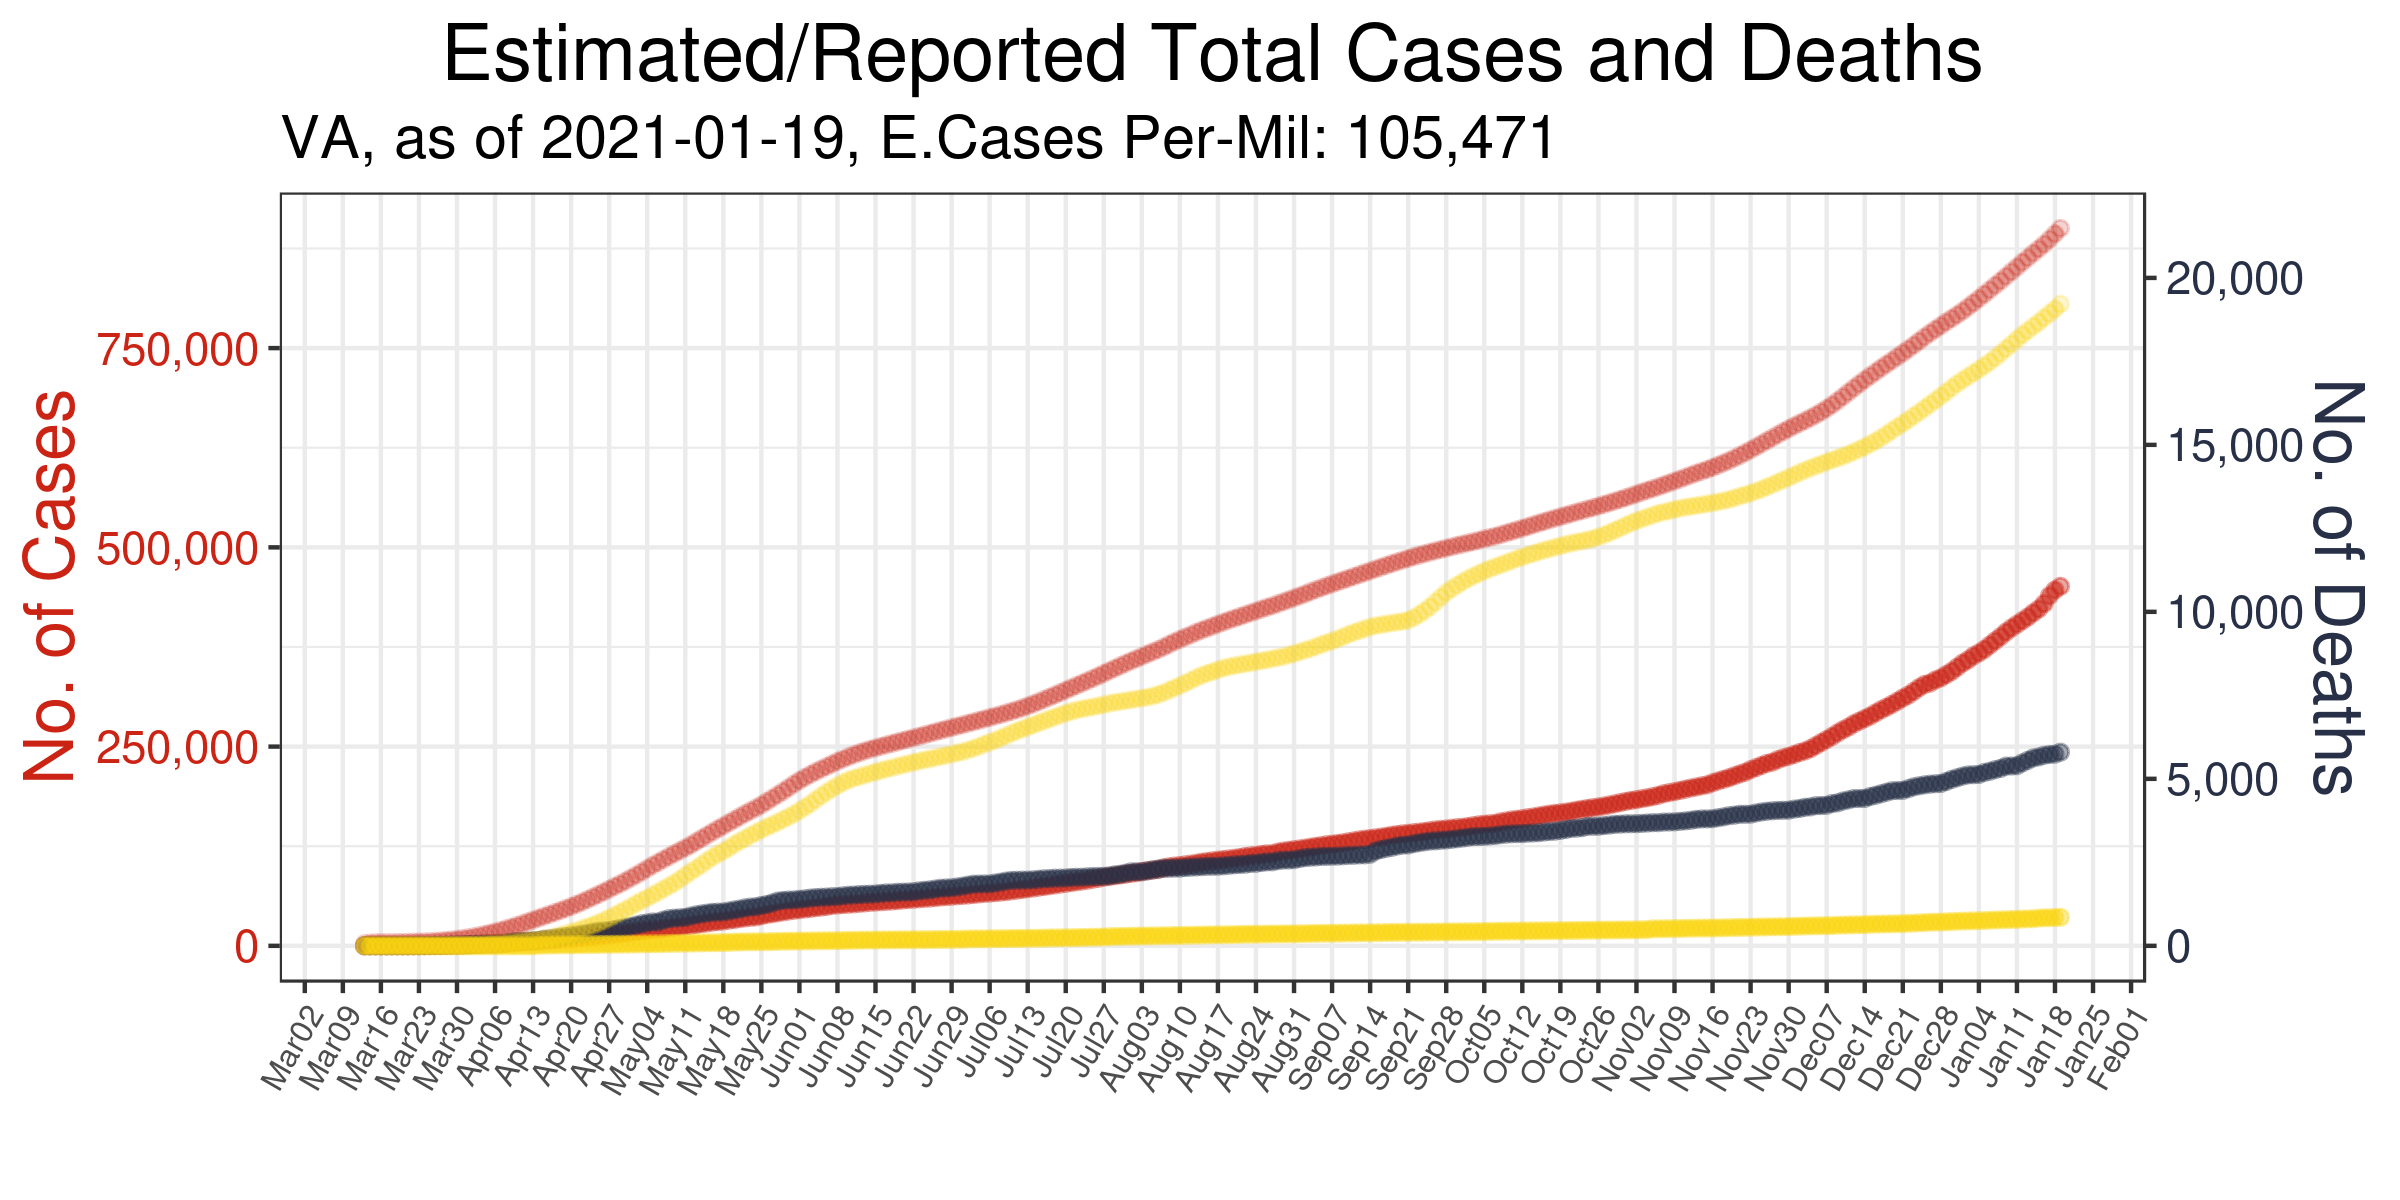 Estimated/Reported Total Cases and Deaths
VA, as of 2021-01-19, E.Cases Per-Mil: 105,471
No. of Cases
750,000
500,000
250,000
0
20,000
15,000
10,000
5,000
0
No. of Deaths
Mar02
Mar09
Mar16
Mar23
Mar30
Apr06
Apr13
Apr20
Apr27
May04
May11
May18
May25
Jun01
Jun08
Jun15
Jun22
Jun29
Jul06
Jul13
Jul20
Jul27
Aug03
Aug10
Aug17
Aug24
Aug31
Sep07
Sep14
Sep21
Sep28
Oct05
Oct12
Oct19
Oct26
Nov02
Nov09
Nov16
Nov23
Nov30
Dec07
Dec14
Dec21
Dec28
Jan04
Jan11
Jan18
Jan25
Feb01